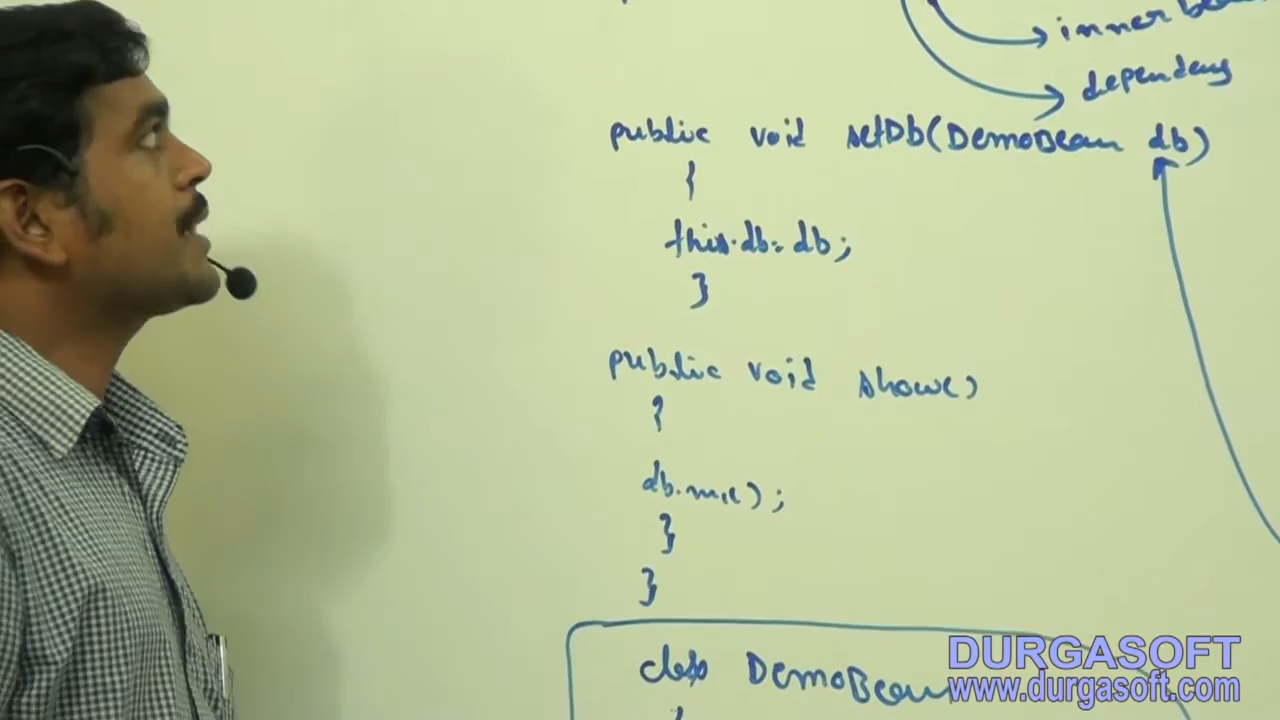 inner
dependency
public void setDb(DemoBean db)
{
this.db=db;
}
public void show()
{
db.m1();
}
}
class DemoBean
{
DURGASOFT
www.durgasoft.com